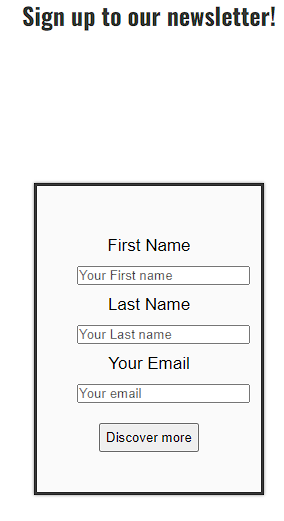 Sign up to our newsletter!
First Name
Your First name
Last Name
Your Last name
Your Email
Your email
Discover more